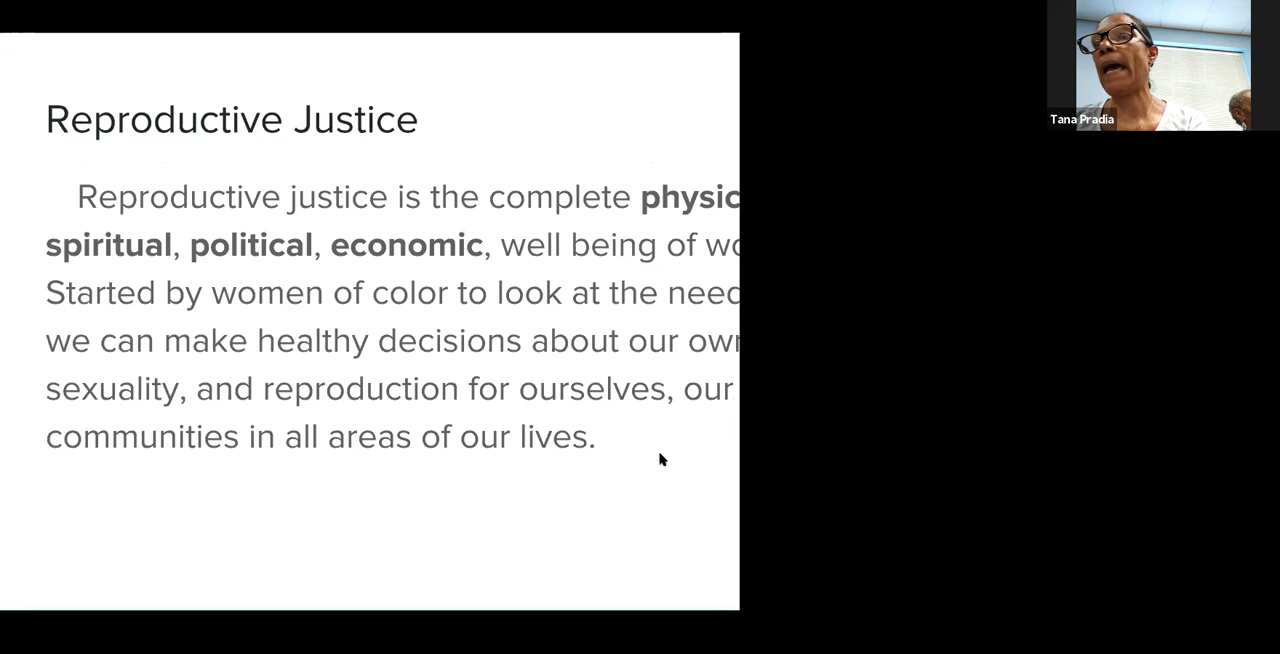 Reproductive Justice
Reproductive justice is the complete physic
spiritual, political, economic, well being of wo
Started by women of color to look at the need
we can make healthy decisions about our own
sexuality, and reproduction for ourselves, our
communities in all areas of our lives.
Tana Pradia